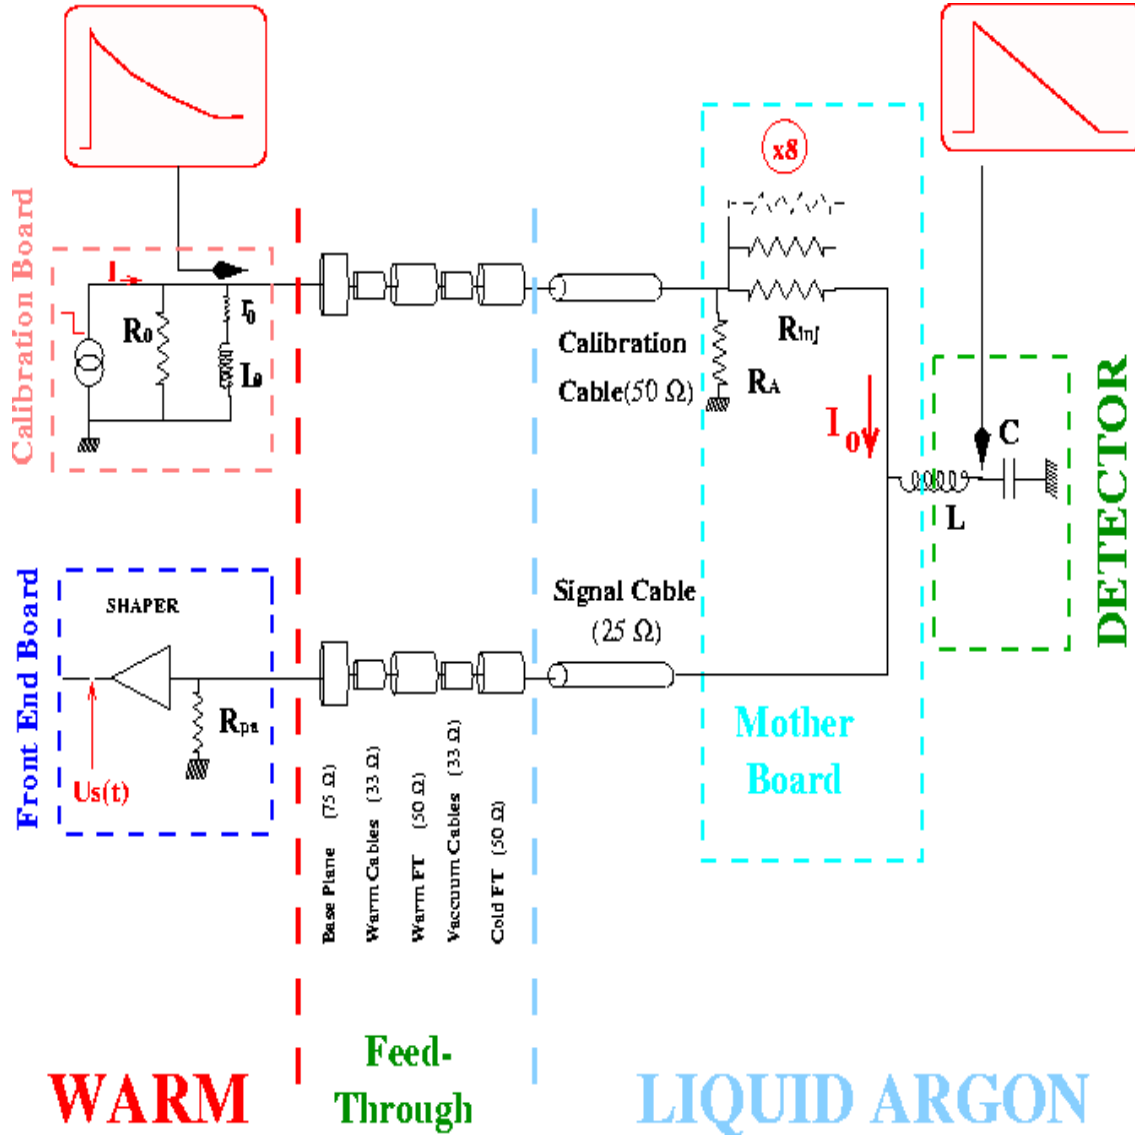 x8
Calibration Board
I
R0
r0
L0
Calibration
Cable(50 Ω)
Rinj
RA
I0
C
L
DETECTOR
Front End Board
SHAPER
Rpa
Us(t)
Signal Cable
(25 Ω)
Base Plane (75 Ω)
Warm Cables (33 Ω)
Warm FT (50 Ω)
Vaccuum Cables (33 Ω)
Cold FT (50 Ω)
Mother
Board
WARM
Feed-
Through
LIQUID ARGON